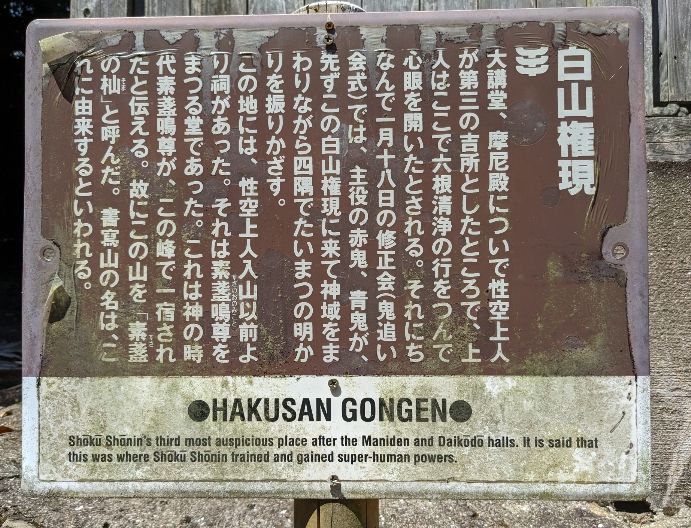 白山権現
大講堂、摩尼殿についで性空上人
が第三の吉所としたところで、上
人はここで六根清浄の行をつんで
心眼を開いたとされる。それにち
なんで一月十八日の修正会(鬼追い
会式)では、主役の赤鬼、青鬼が、
先ずこの白山権現に来て神域をま
わりながら四隅でたいまつの明か
りを振りかざす。
この地には、性空上人入山以前よ
り祠があった。それは素盞嗚尊を
まつる堂であった。これは神の時
代素盞嗚尊が、この峰で一宿され
たと伝える。故にこの山を、「素盞
の杣」と呼んだ。書寫山の名は、こ
れに由来するといわれる。
●HAKUSAN GONGEN●
Shōkū Shōnin's third most auspicious place after the Maniden and Daikōdō halls. It is said that
this was where Shōkū Shōnin trained and gained super-human powers.